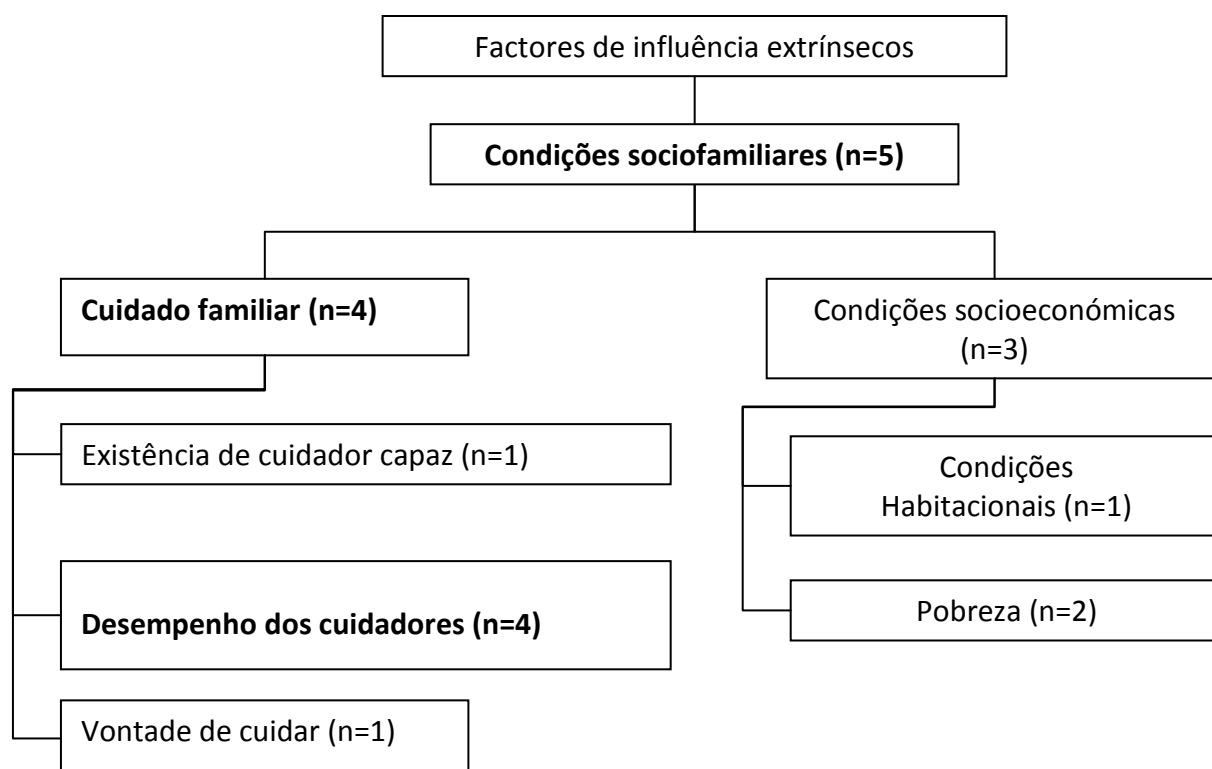 Factores de influência extrínsecos
Condições sociofamiliares (n=5)
Cuidado familiar (n=4)
Existência de cuidador capaz (n=1)
Desempenho dos cuidadores (n=4)
Vontade de cuidar (n=1)
Condições socioeconómicas
(n=3)
Condições
Habitacionais (n=1)
Pobreza (n=2)